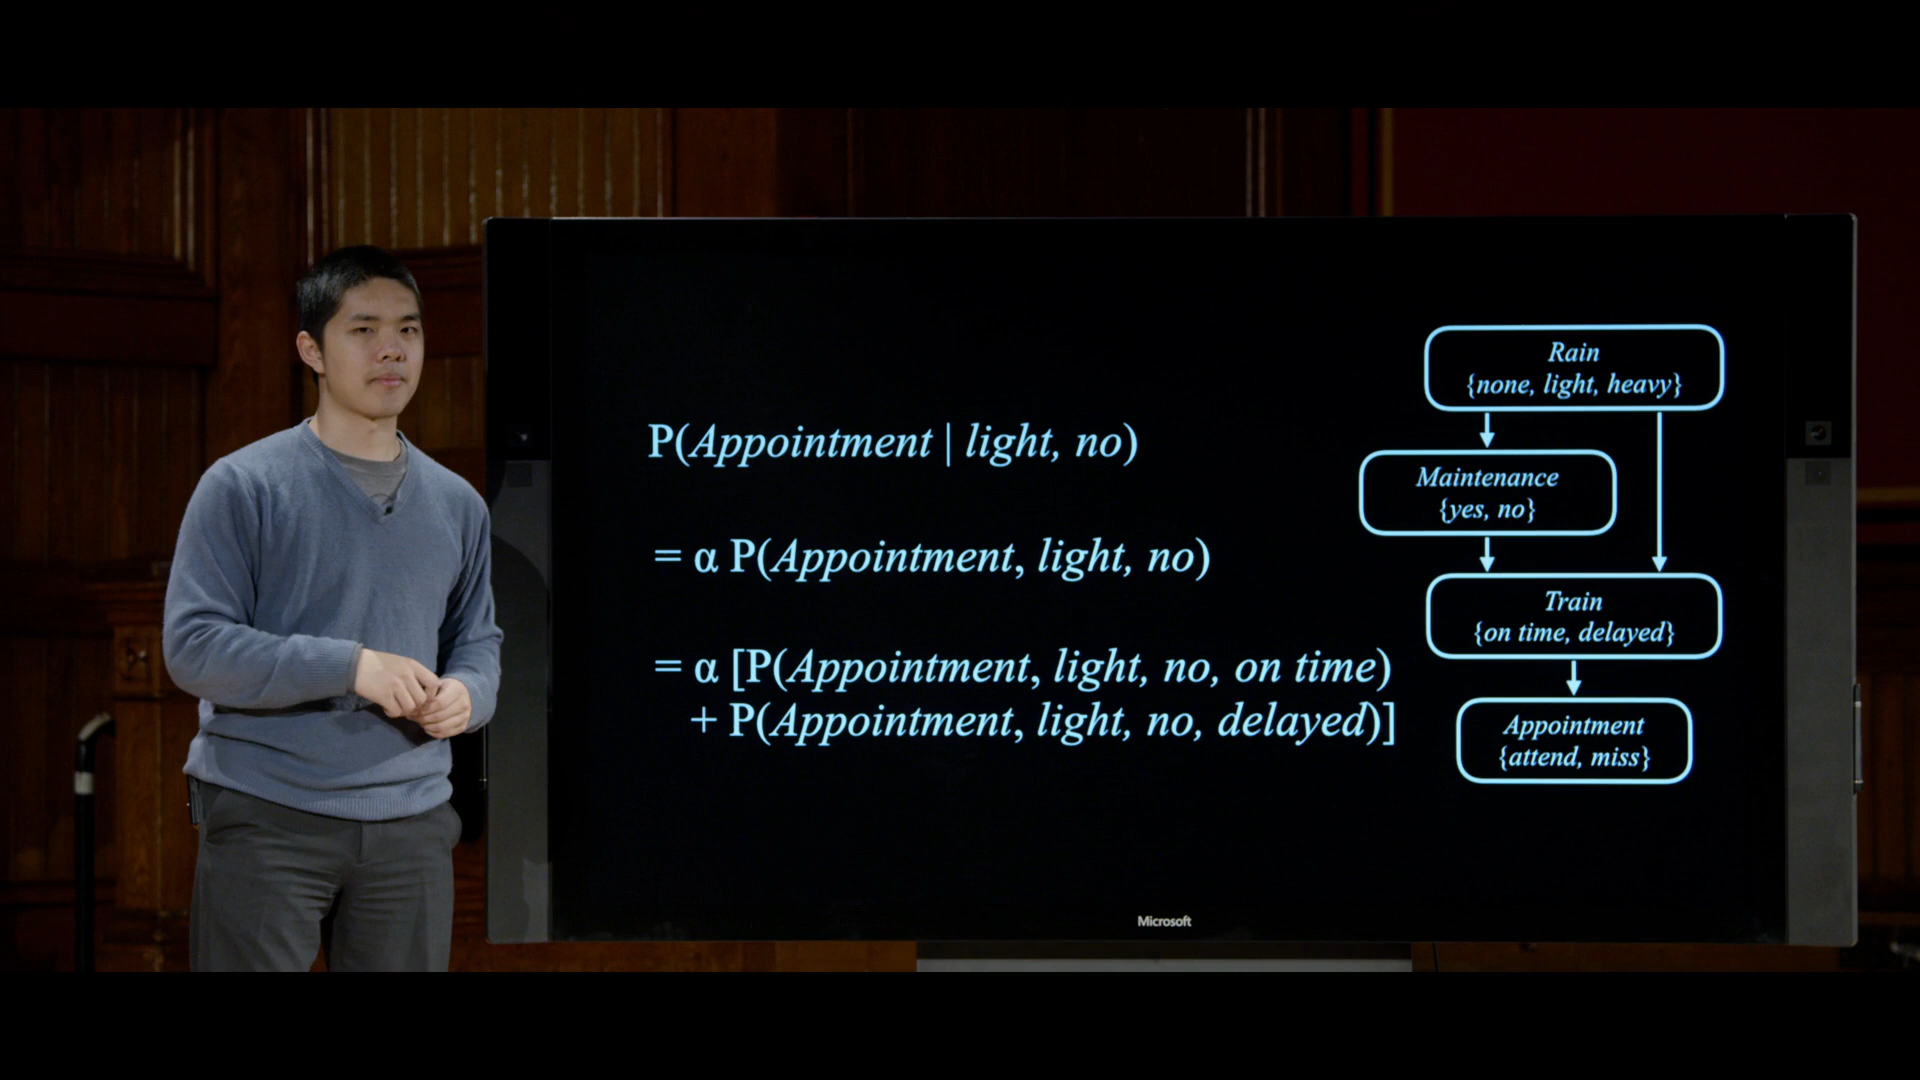 P(Appointment | light, no)
= α P(Appointment, light, no)
= α [P(Appointment, light, no, on time)
+ P(Appointment, light, no, delayed)]
Rain
{none, light, heavy}
Maintenance
{yes, no}
Train
{on time, delayed}
Appointment
{attend, miss}
Microsoft